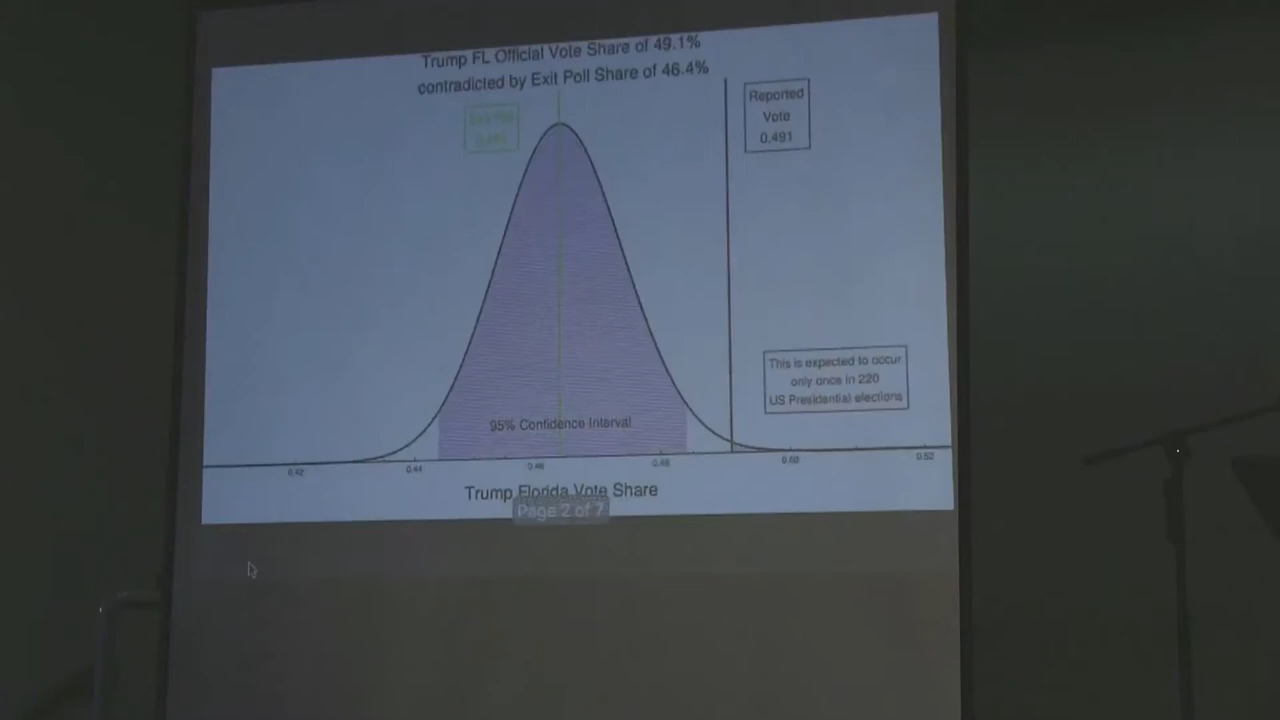 Trump FL Official Vote Share of 49.1%
contradicted by Exit Poll Share of 46.4%
Reported
Vote
0.491
This is expected to occur
only once in 220
US Presidential elections
95% Confidence Interval
0.42 0.44 0.46 0.48 0.50 0.52
Trump Florida Vote Share
Page 2 of 7